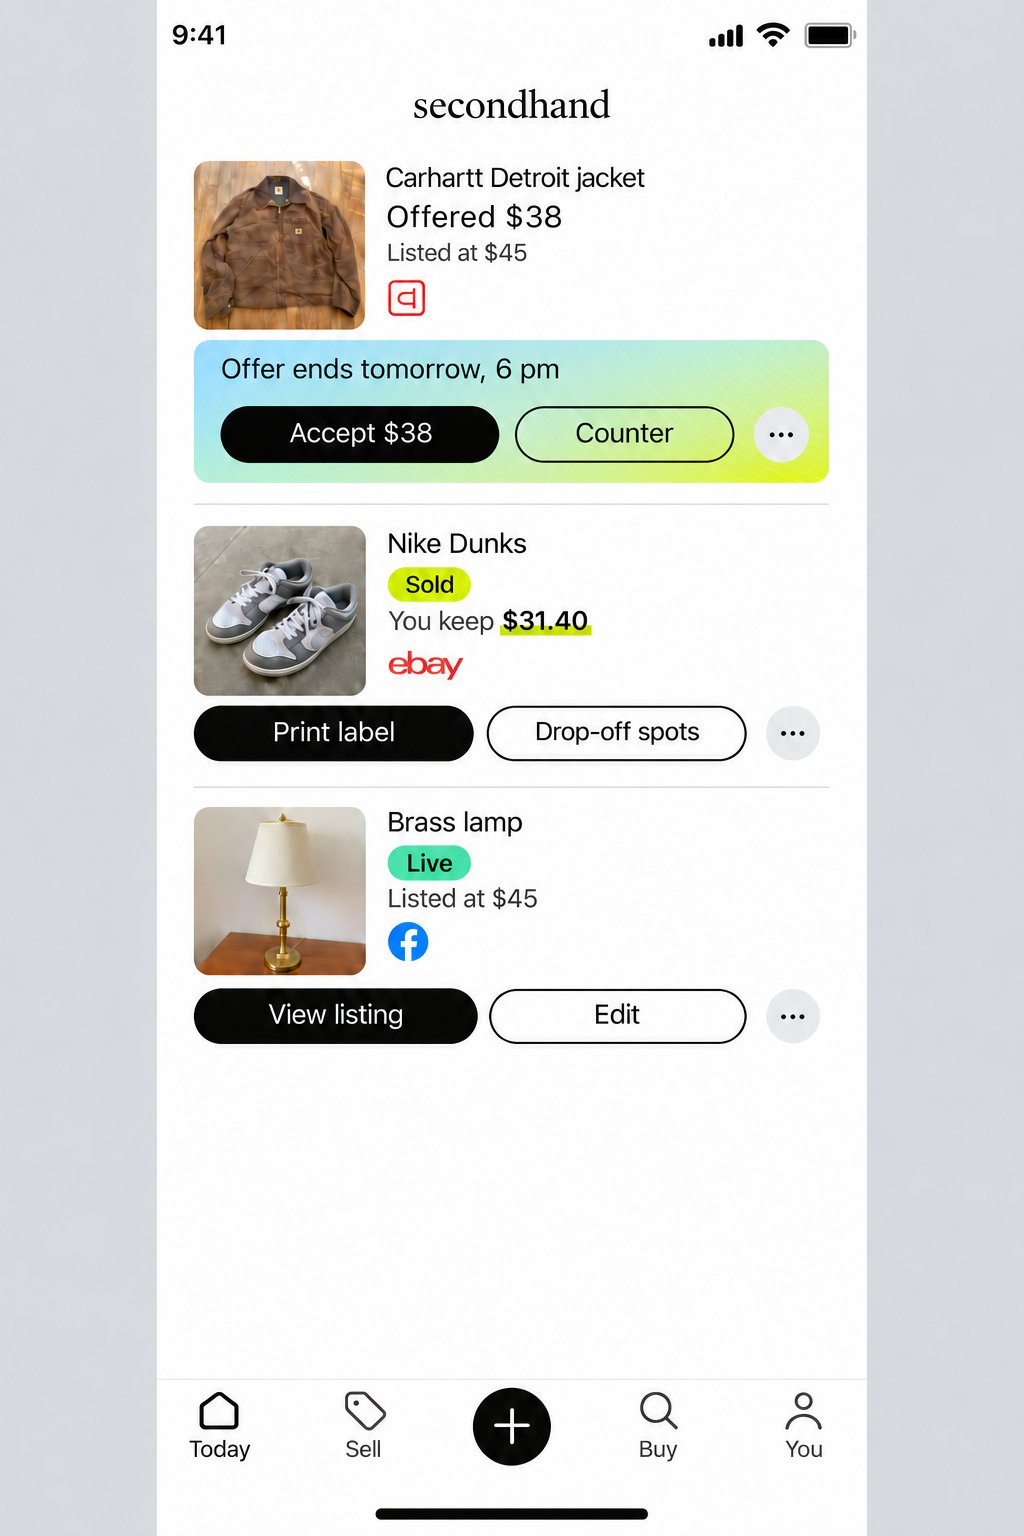 9:41
secondhand
Carhartt Detroit jacket
Offered $38
Listed at $45
Offer ends tomorrow, 6 pm
Accept $38
Counter
Nike Dunks
Sold
You keep $31.40
ebay
Print label
Drop-off spots
Brass lamp
Live
Listed at $45
View listing
Edit
Today
Sell
Buy
You